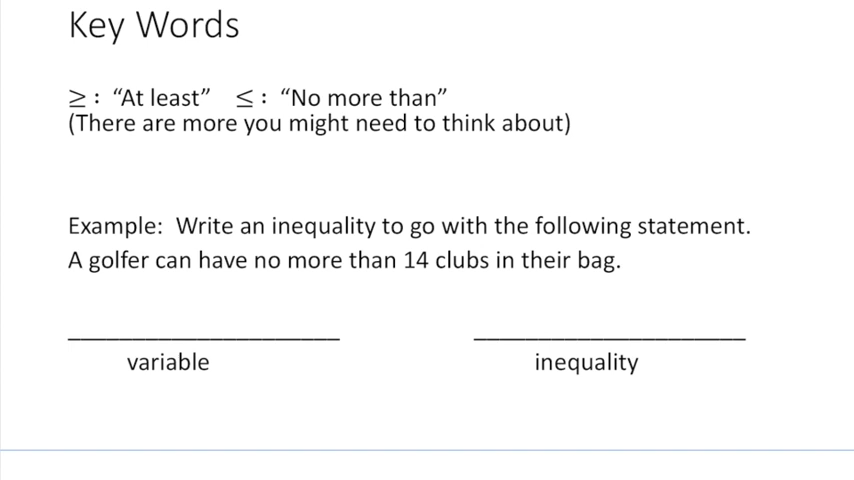 Key Words
≥ : “At least” ≤ : “No more than”
(There are more you might need to think about)
Example: Write an inequality to go with the following statement.
A golfer can have no more than 14 clubs in their bag.
______________________ ______________________
variable inequality